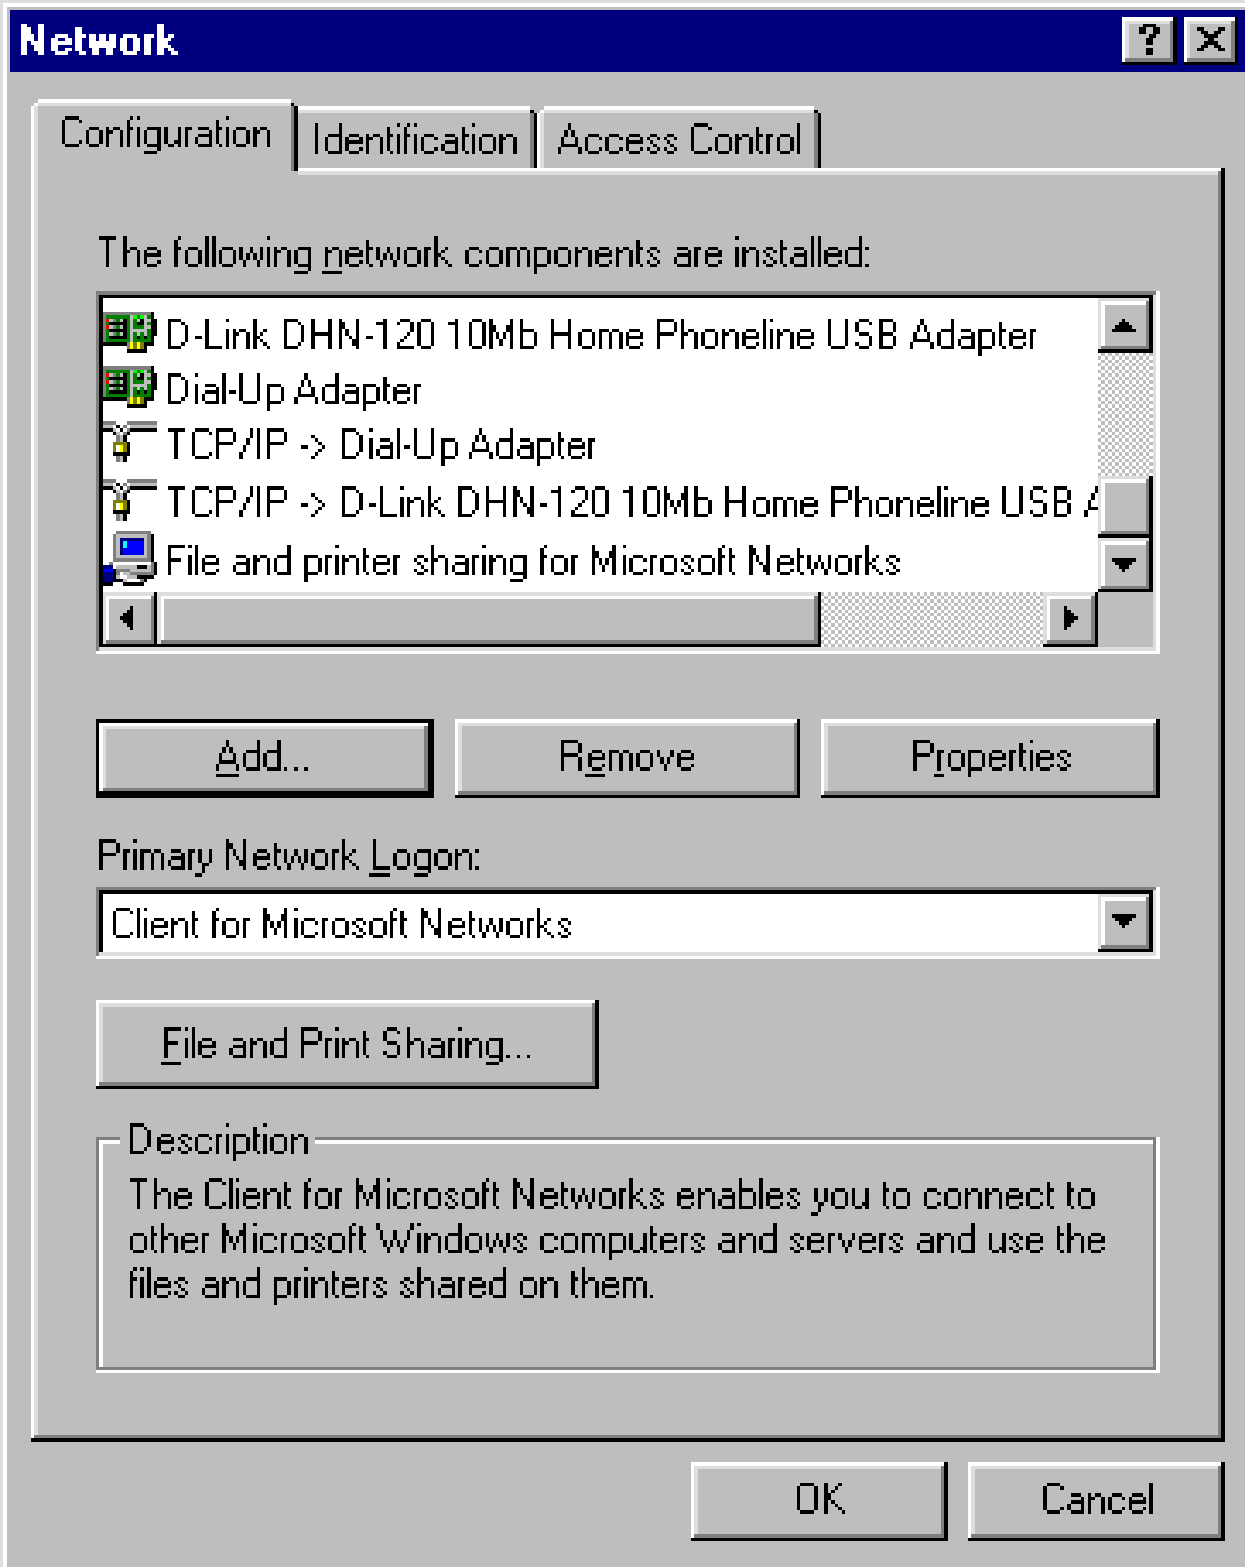 Network
Configuration Identification Access Control
The following network components are installed:
D-Link DHN-120 10Mb Home Phoneline USB Adapter
Dial-Up Adapter
TCP/IP -> Dial-Up Adapter
TCP/IP -> D-Link DHN-120 10Mb Home Phoneline USB A
File and printer sharing for Microsoft Networks
Add... Remove Properties
Primary Network Logon:
Client for Microsoft Networks
File and Print Sharing...
Description
The Client for Microsoft Networks enables you to connect to
other Microsoft Windows computers and servers and use the
files and printers shared on them.
OK Cancel